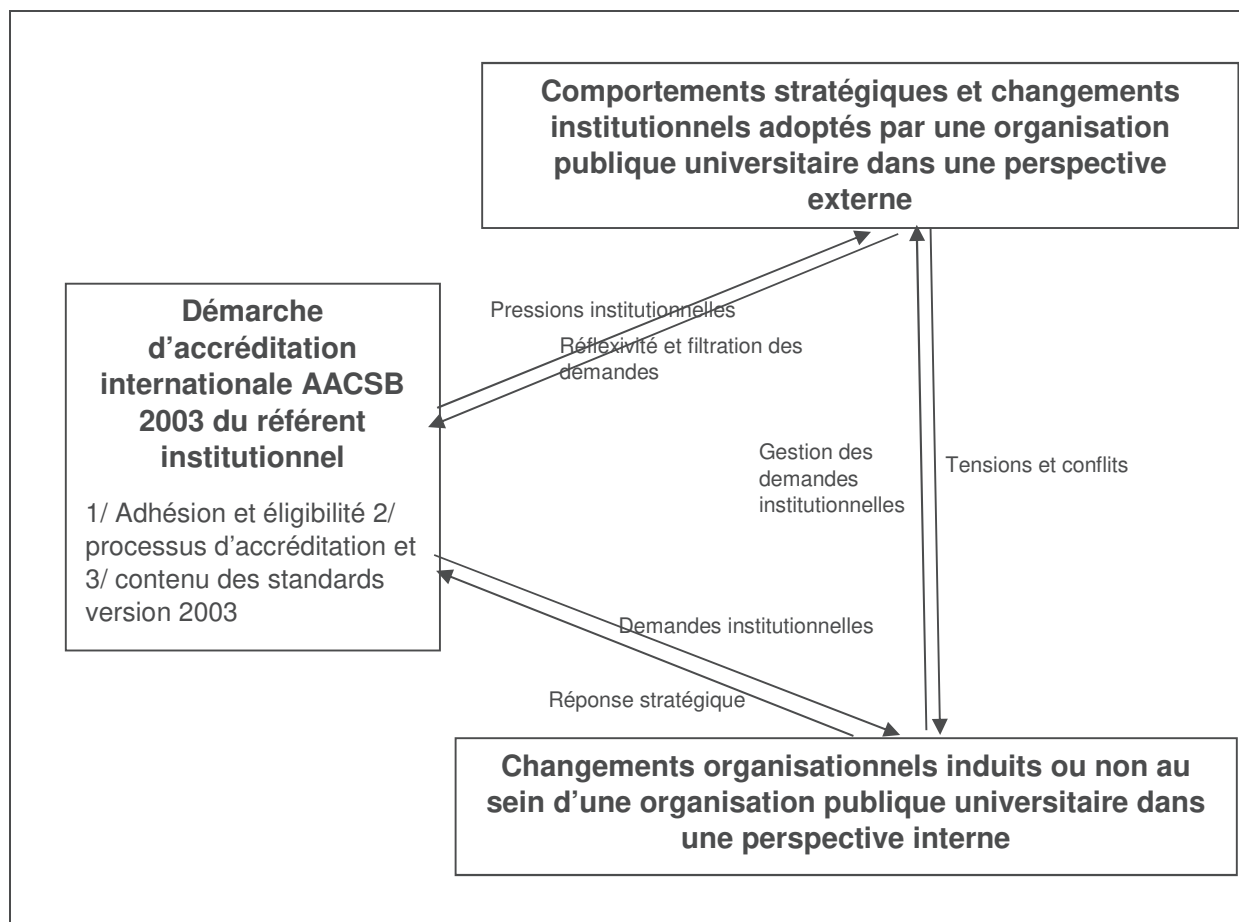 Comportements stratégiques et changements
institutionnels adoptés par une organisation
publique universitaire dans une perspective
externe
Démarche
d’accréditation
internationale AACSB
2003 du référent
institutionnel
1/ Adhésion et éligibilité 2/
processus d’accréditation et
3/ contenu des standards
version 2003
Pressions institutionnelles
Réflexivité et filtration des
demandes
Gestion des
demandes
institutionnelles
Tensions et conflits
Demandes institutionnelles
Réponse stratégique
Changements organisationnels induits ou non au
sein d’une organisation publique universitaire dans
une perspective interne